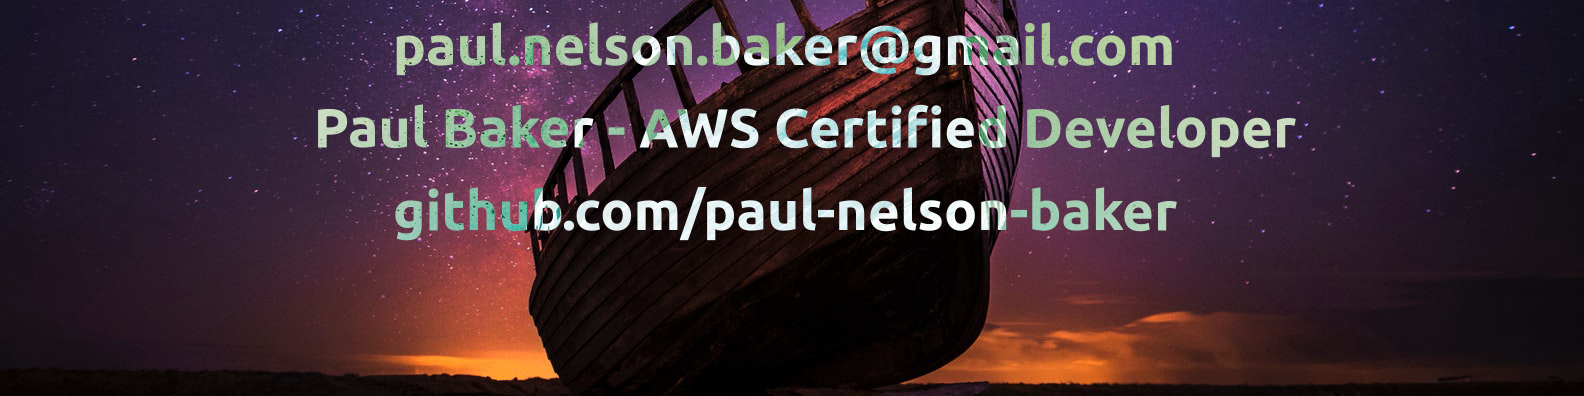 paul.nelson.baker@gmail.com
Paul Baker - AWS Certified Developer
github.com/paul-nelson-baker